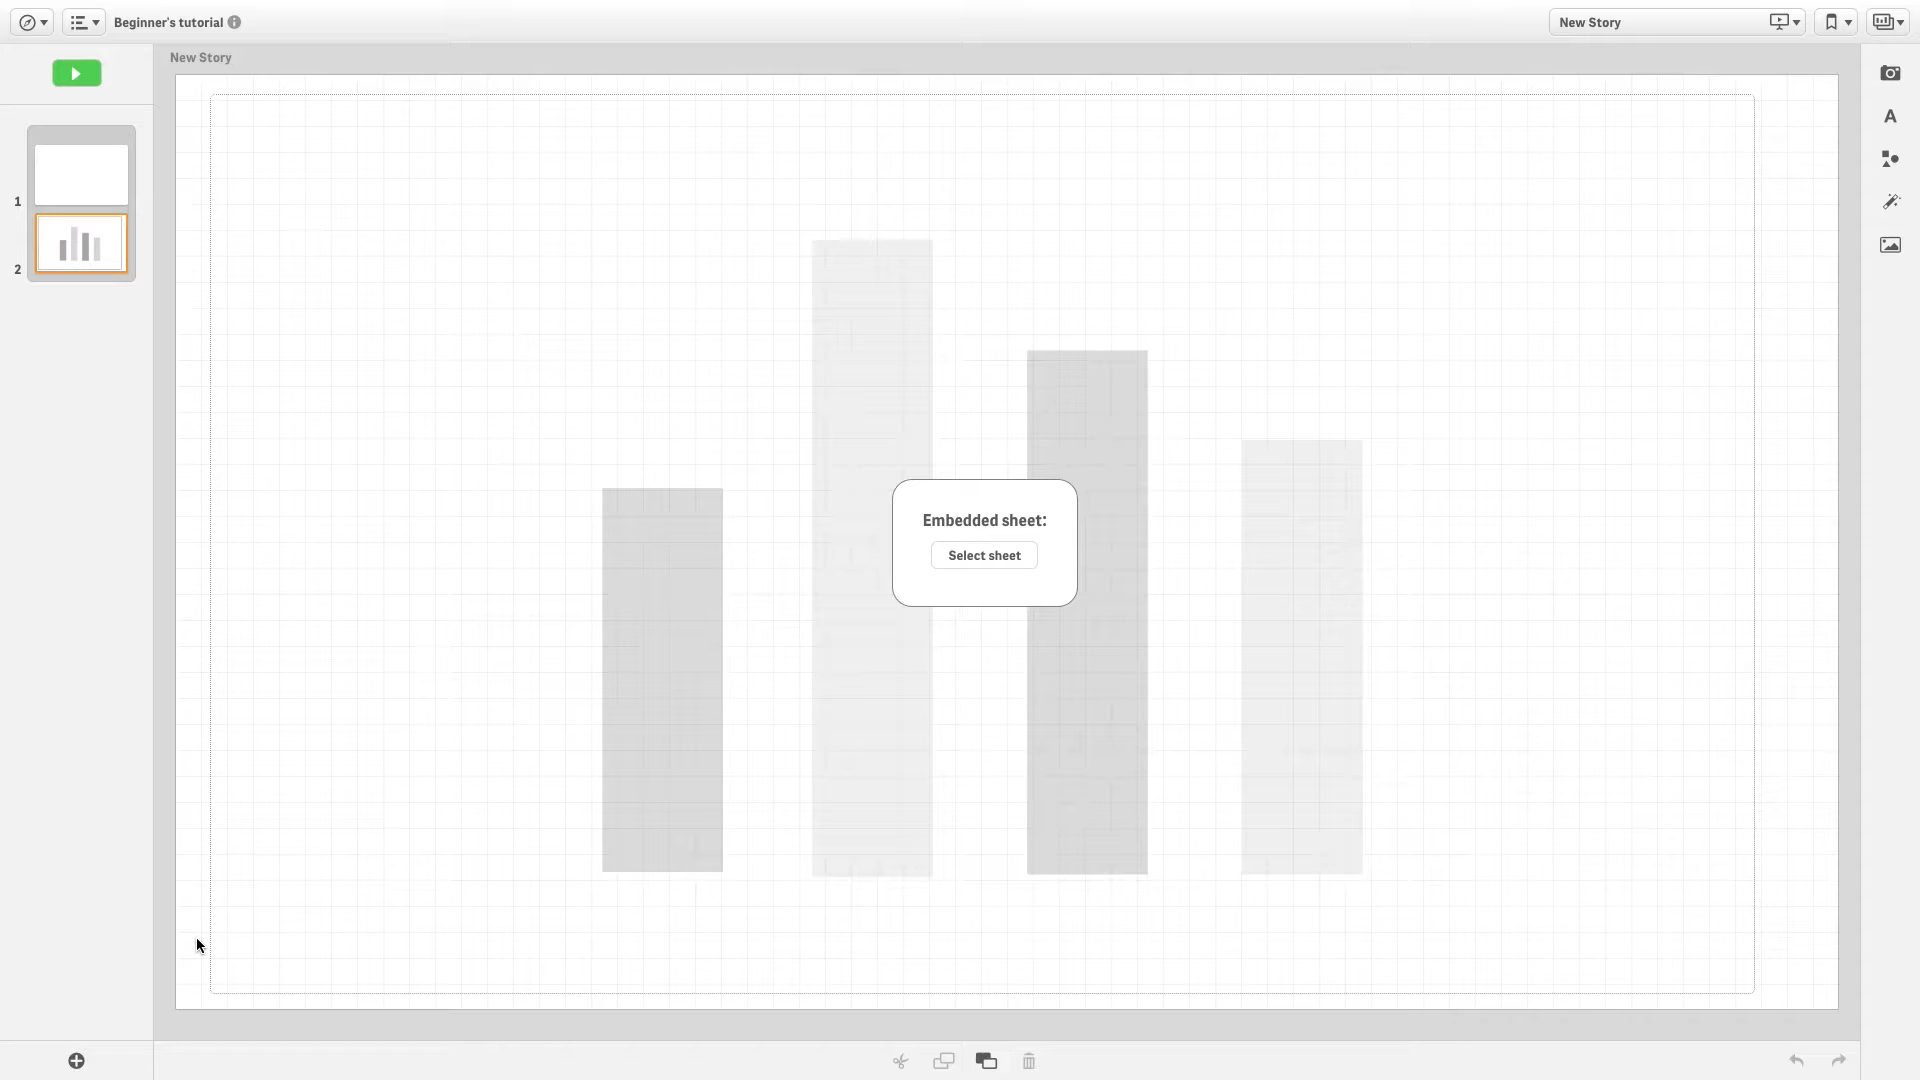 Beginner's tutorial
New Story
New Story
1
2
A
Embedded sheet:
Select sheet